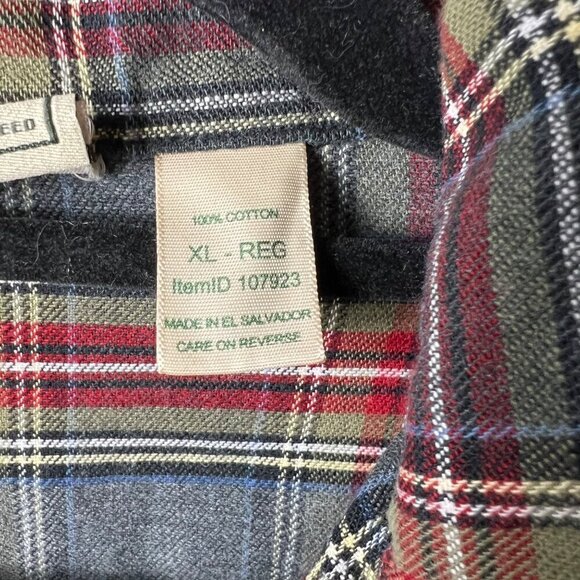 EED
100% COTTON
XL - REG
ItemID 107923
MADE IN EL SALVADOR
CARE ON REVERSE